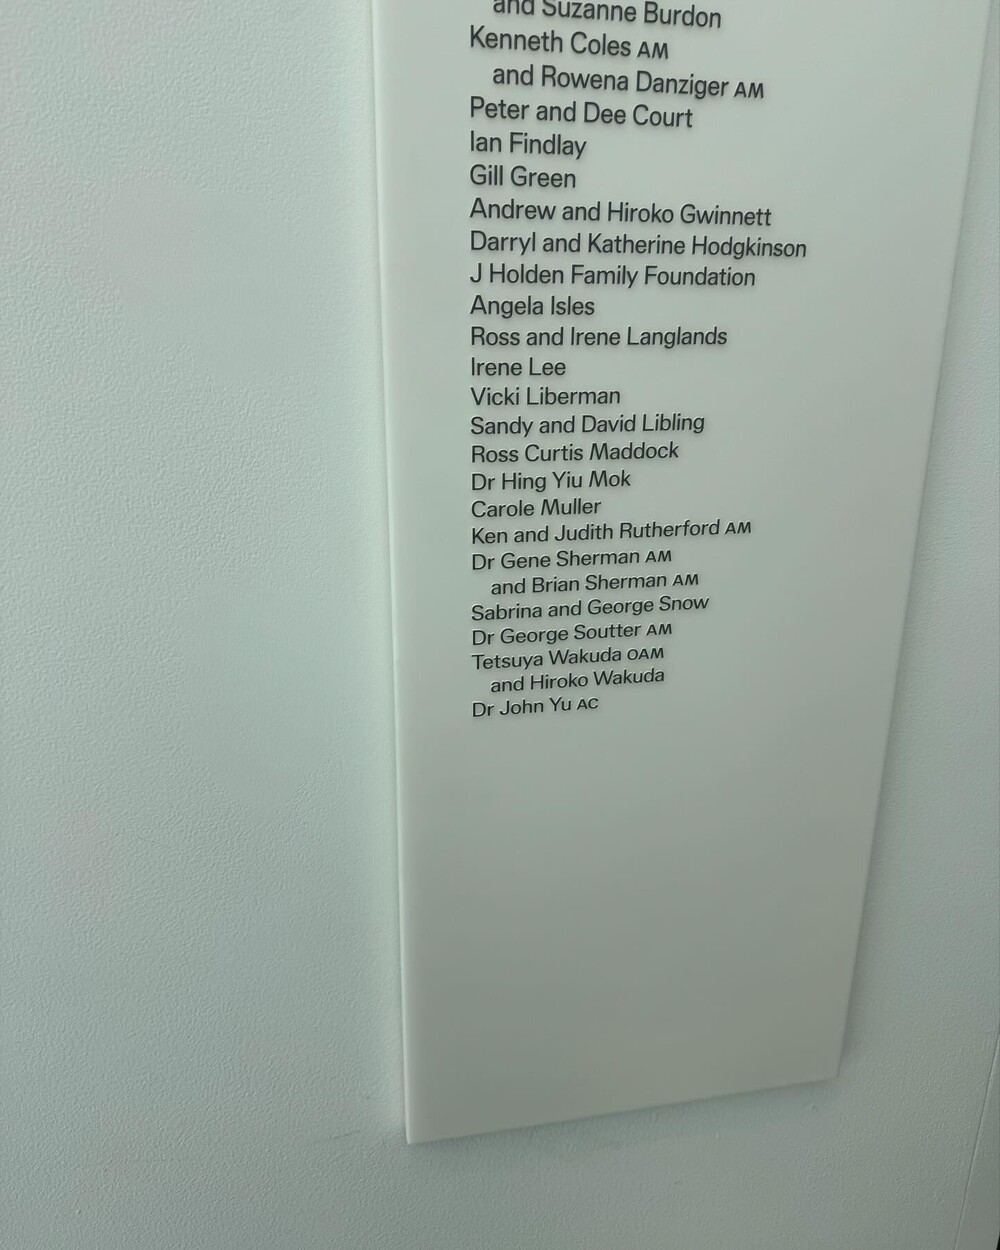 and Suzanne Burdon
Kenneth Coles AM
and Rowena Danziger AM
Peter and Dee Court
Ian Findlay
Gill Green
Andrew and Hiroko Gwinnett
Darryl and Katherine Hodgkinson
J Holden Family Foundation
Angela Isles
Ross and Irene Langlands
Irene Lee
Vicki Liberman
Sandy and David Libling
Ross Curtis Maddock
Dr Hing Yiu Mok
Carole Muller
Ken and Judith Rutherford AM
Dr Gene Sherman AM
and Brian Sherman AM
Sabrina and George Snow
Dr George Soutter AM
Tetsuya Wakuda OAM
and Hiroko Wakuda
Dr John Yu AC